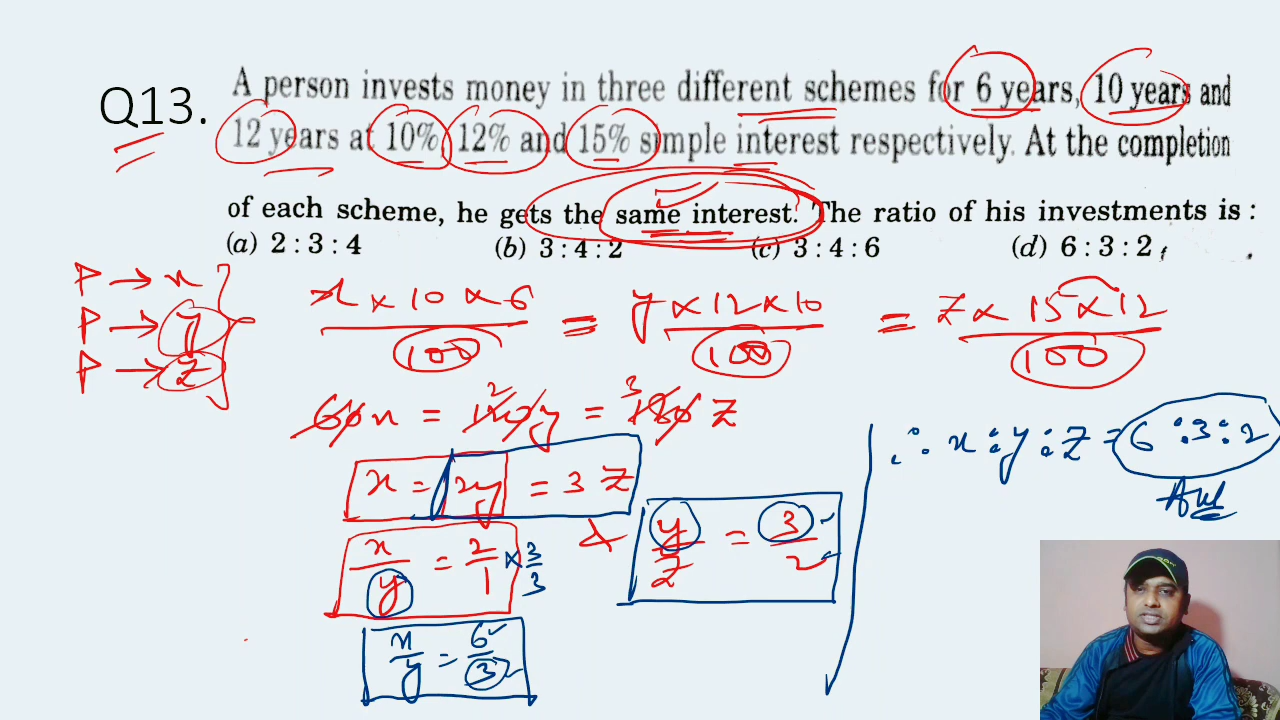 Q13.
A person invests money in three different schemes for 6 years, 10 years and
12 years at 10% 12% and 15% simple interest respectively. At the completion
of each scheme, he gets the same interest. The ratio of his investments is :
(a) 2 : 3 : 4 (b) 3 : 4 : 2 (c) 3 : 4 : 6 (d) 6 : 3 : 2
P → x
P → y
P → z
x × 10 × 6 / 100 = y × 12 × 10 / 100 = z × 15 × 12 / 100
60x = 120y = 180z
2 3
x = 2y = 3z
x/y = 2/1 × 3/3
y/z = 3/2
x/y = 6/3
∴ x : y : z = 6 : 3 : 2
Ans